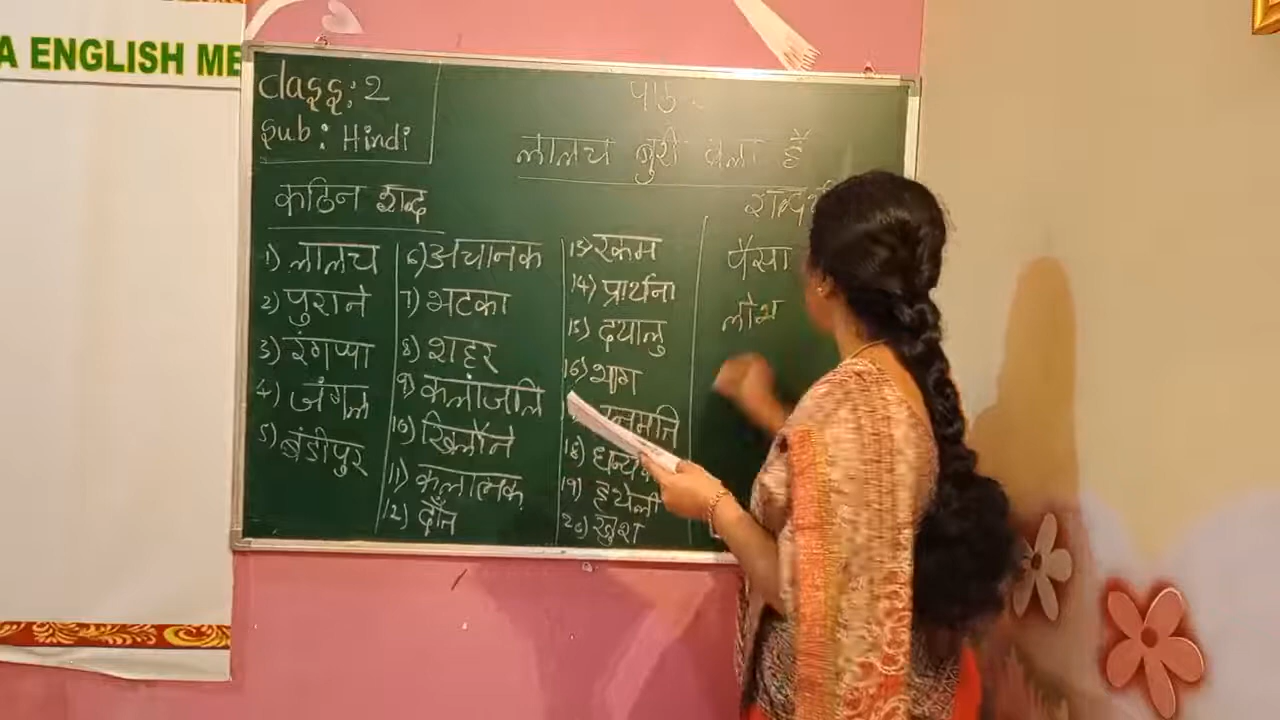 A ENGLISH ME
Class: 2
Sub: Hindi
पाठ
लालच बुरी बला है
कठिन शब्द
1) लालच
2) पुराने
3) रंगप्पा
4) जंगल
5) बंडीपुर
6) अचानक
7) भटका
8) शहर
9) कलांजलि
10) खिलौने
11) कलात्मक
12) दाँत
13) रकम
14) प्रार्थना
15) दयालु
16) भाग
18) धन्य
19) हथेली
20) खुश
पैसा
लोभ